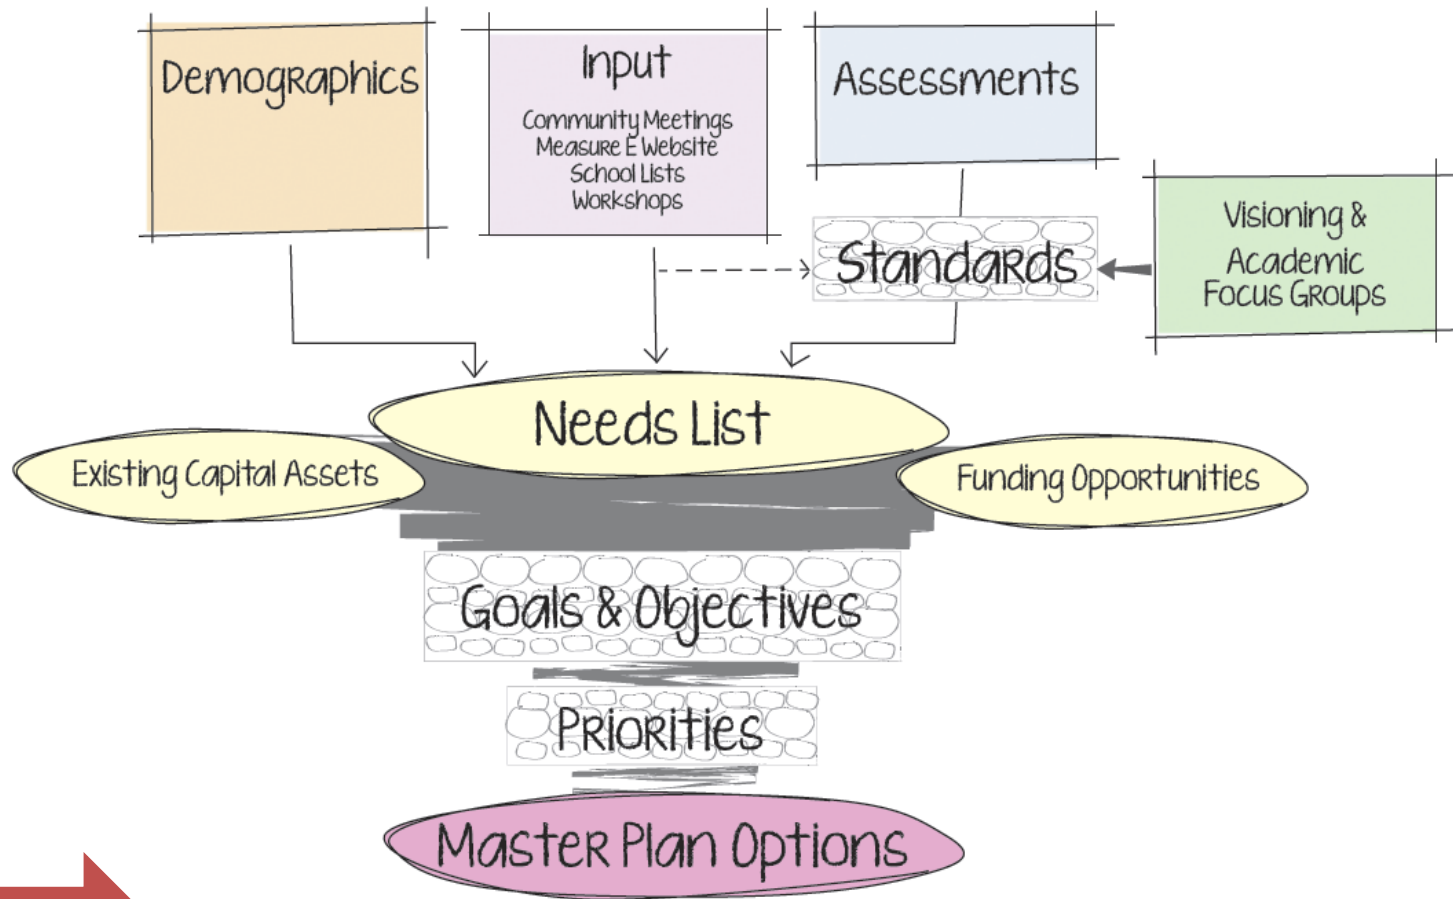 Demographics
Input
Community Meetings
Measure E Website
School Lists
Workshops
Assessments
Visioning &
Academic
Focus Groups
Standards
Needs List
Existing Capital Assets
Funding Opportunities
Goals & Objectives
Priorities
Master Plan Options